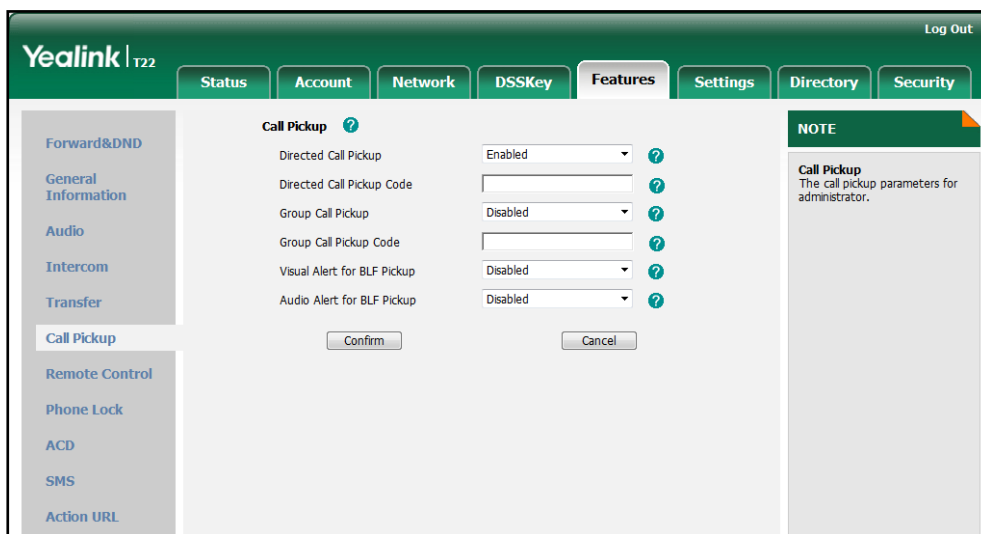 Log Out
Yealink | T22
Status Account Network DSSKey Features Settings Directory Security
Forward&DND
General
Information
Audio
Intercom
Transfer
Call Pickup
Remote Control
Phone Lock
ACD
SMS
Action URL
Call Pickup ?
Directed Call Pickup Enabled ?
Directed Call Pickup Code ?
Group Call Pickup Disabled ?
Group Call Pickup Code ?
Visual Alert for BLF Pickup Disabled ?
Audio Alert for BLF Pickup Disabled ?
Confirm Cancel
NOTE
Call Pickup
The call pickup parameters for
administrator.